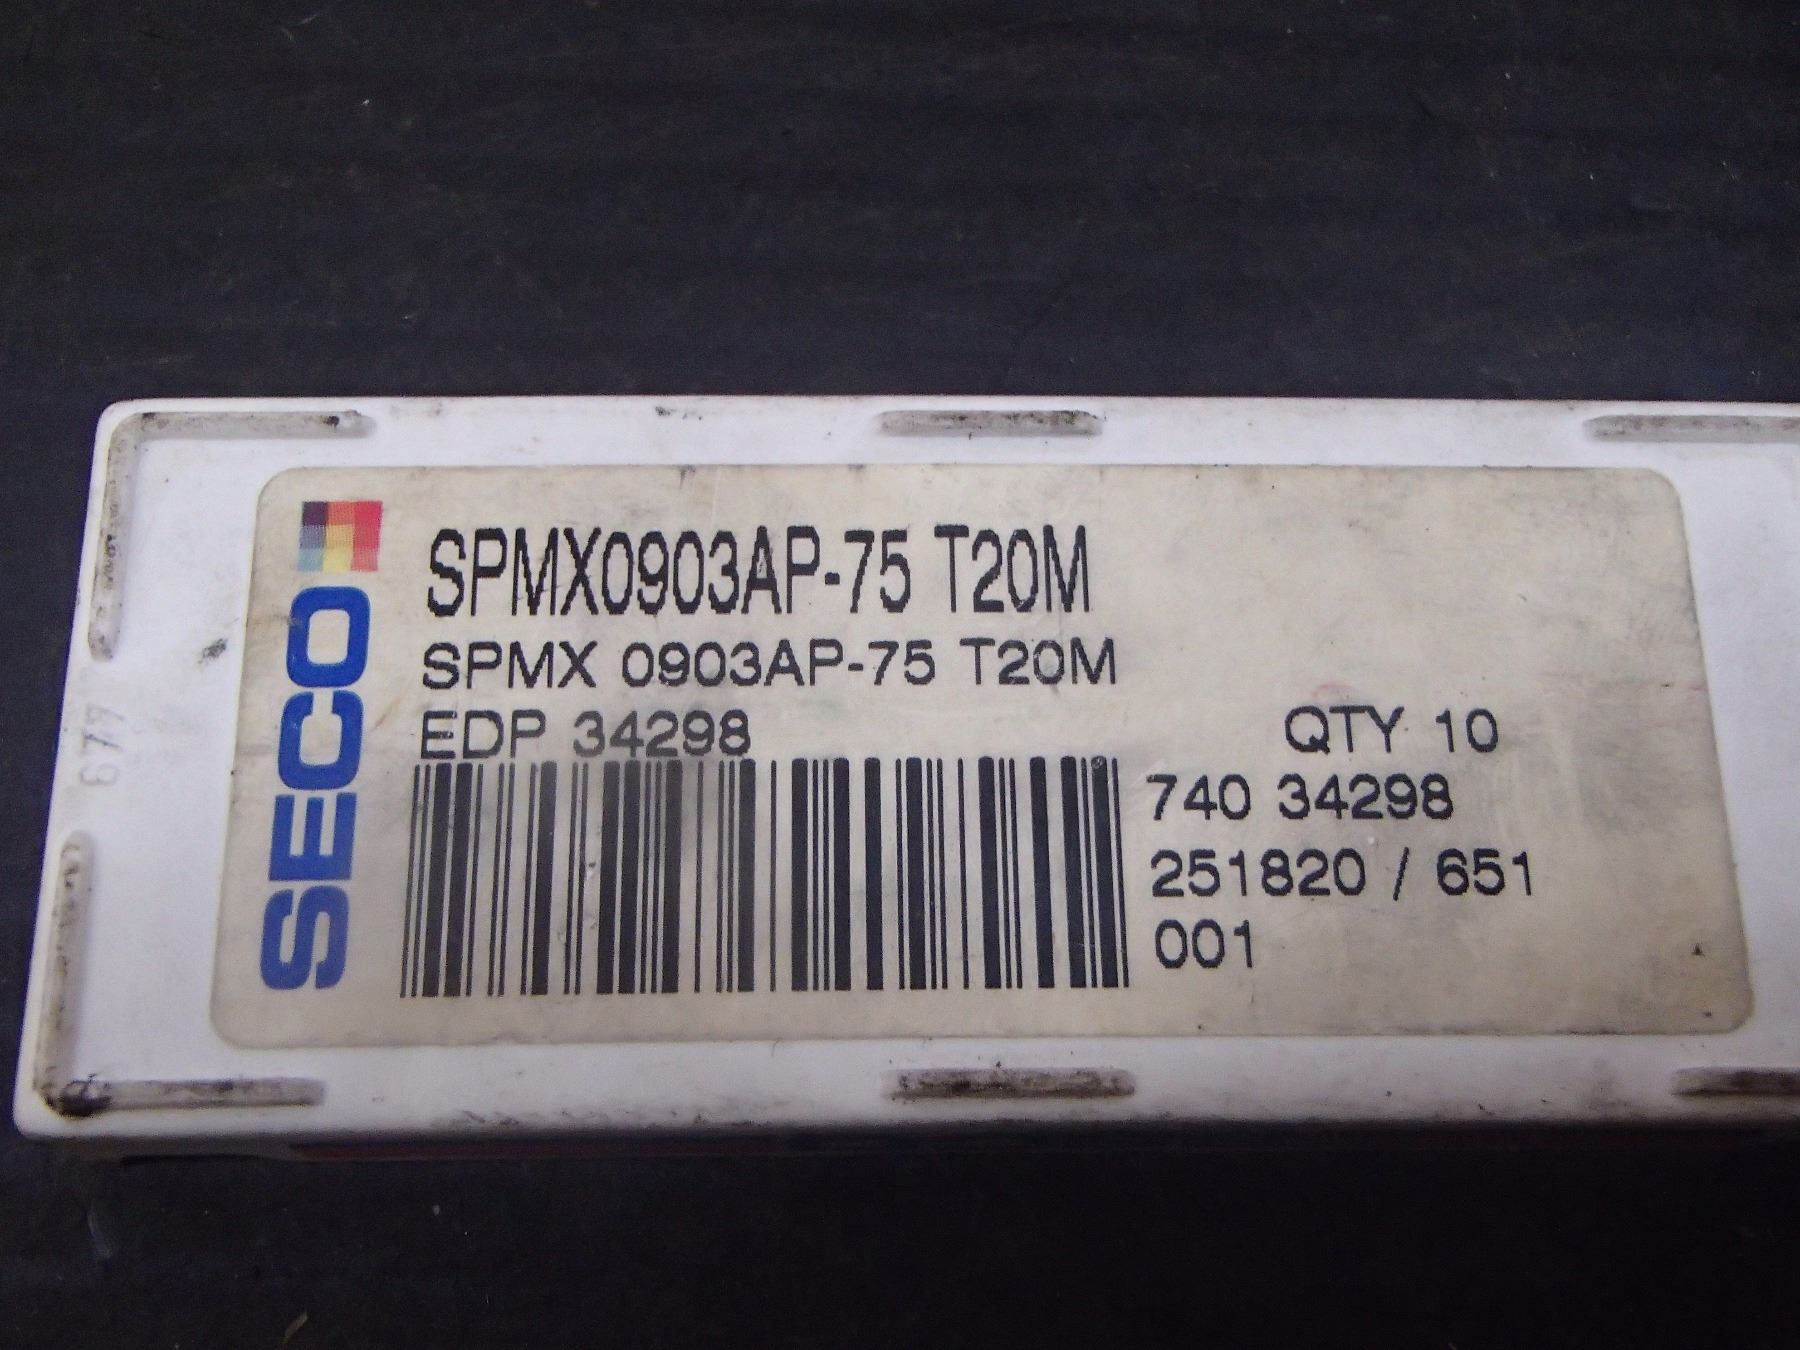 SECO
SPMX0903AP-75 T20M
SPMX 0903AP-75 T20M
EDP 34298
QTY 10
740 34298
251820 / 651
001